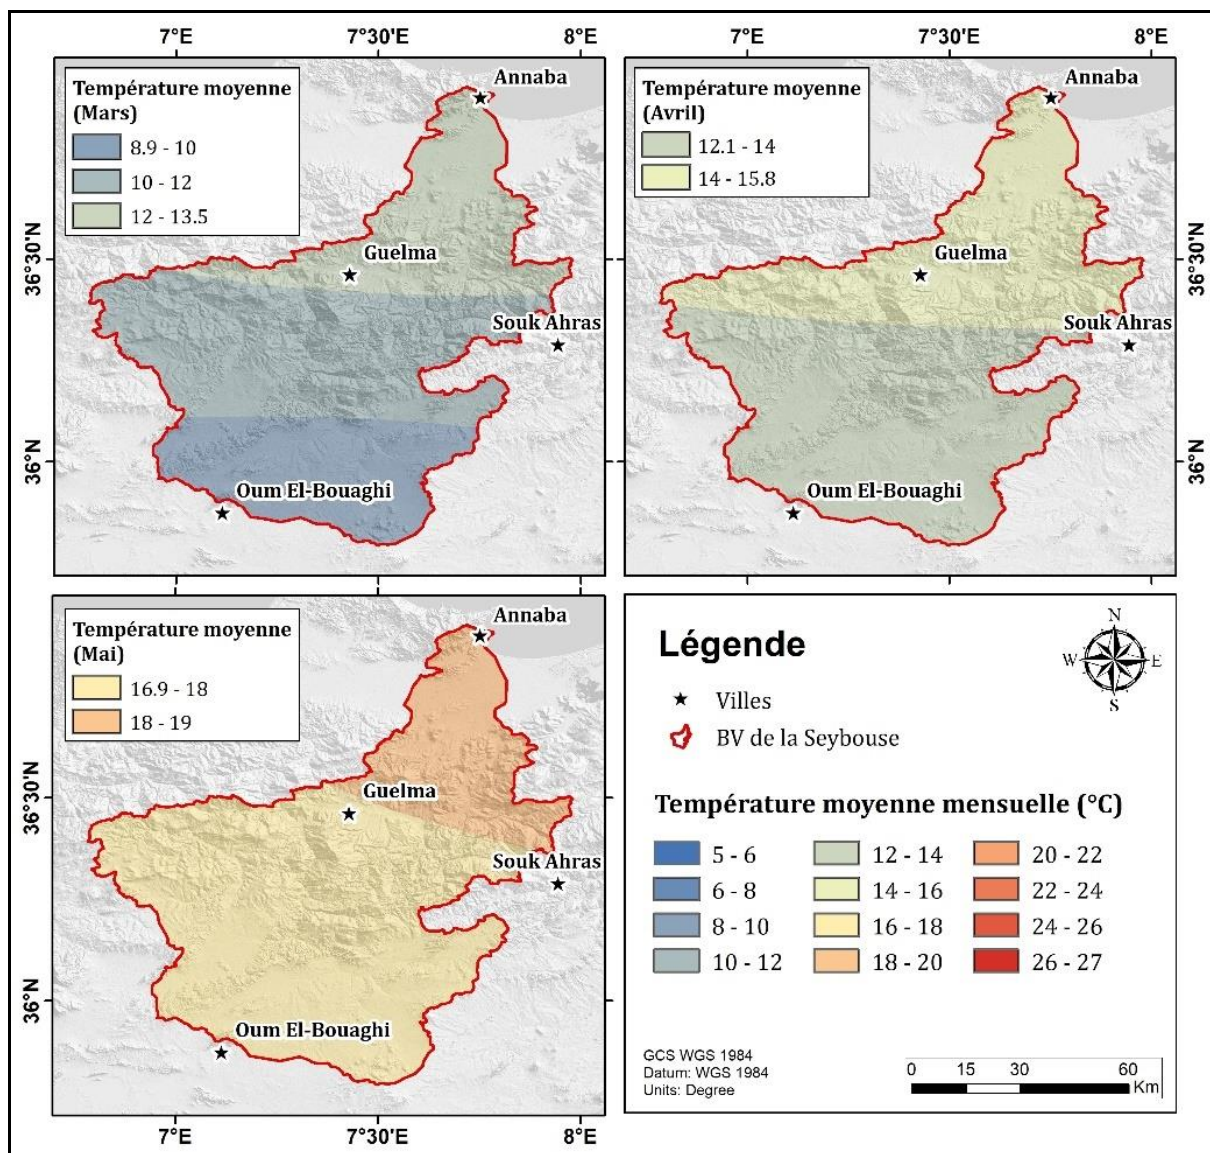 7°E 7°30'E 8°E 7°E 7°30'E 8°E
Température moyenne
(Mars)
8.9 - 10
10 - 12
12 - 13.5
Annaba
Guelma
Souk Ahras
Oum El-Bouaghi
36°30'N
36°N
Température moyenne
(Avril)
12.1 - 14
14 - 15.8
Annaba
Guelma
Souk Ahras
Oum El-Bouaghi
36°30'N
36°N
Température moyenne
(Mai)
16.9 - 18
18 - 19
Annaba
Guelma
Souk Ahras
Oum El-Bouaghi
36°30'N
36°N
7°E 7°30'E 8°E
Légende
N
W E
S
Villes
BV de la Seybouse
Température moyenne mensuelle (°C)
5 - 6 12 - 14 20 - 22
6 - 8 14 - 16 22 - 24
8 - 10 16 - 18 24 - 26
10 - 12 18 - 20 26 - 27
GCS WGS 1984
Datum: WGS 1984
Units: Degree
0 15 30 60
Km